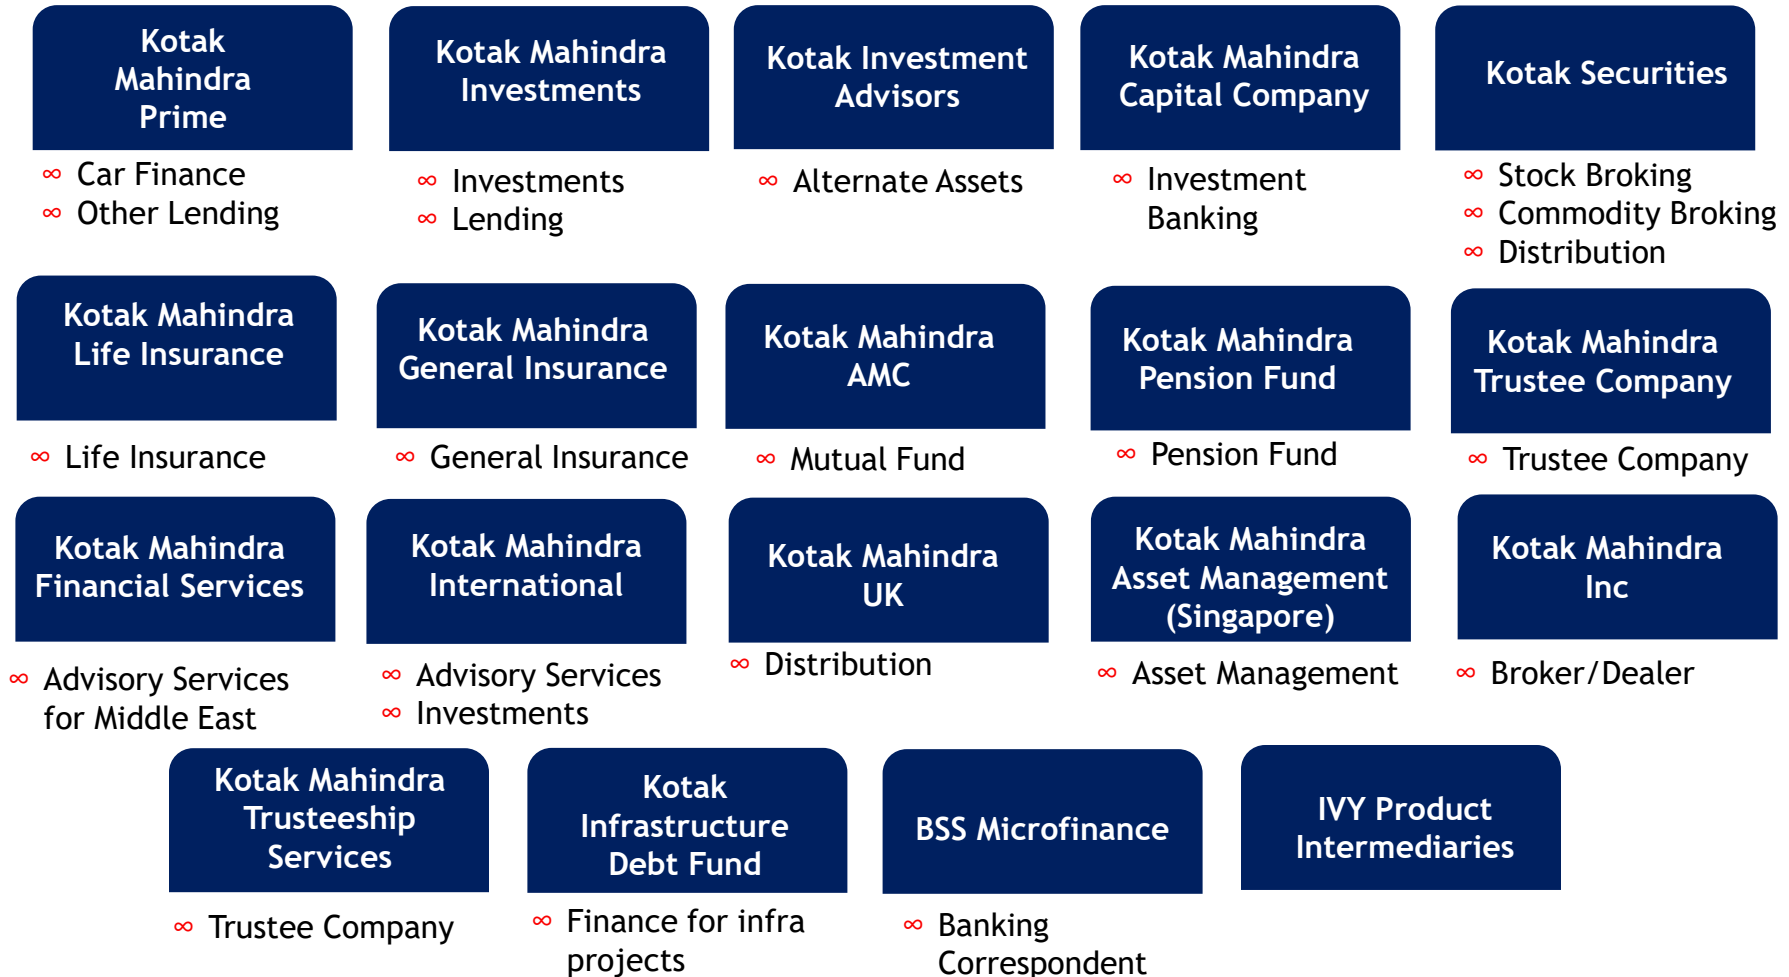 Kotak
Mahindra
Prime
∞ Car Finance
∞ Other Lending
Kotak Mahindra
Investments
∞ Investments
∞ Lending
Kotak Investment
Advisors
∞ Alternate Assets
Kotak Mahindra
Capital Company
∞ Investment
Banking
Kotak Securities
∞ Stock Broking
∞ Commodity Broking
∞ Distribution
Kotak Mahindra
Life Insurance
∞ Life Insurance
Kotak Mahindra
General Insurance
∞ General Insurance
Kotak Mahindra
AMC
∞ Mutual Fund
Kotak Mahindra
Pension Fund
∞ Pension Fund
Kotak Mahindra
Trustee Company
∞ Trustee Company
Kotak Mahindra
Financial Services
∞ Advisory Services
for Middle East
Kotak Mahindra
International
∞ Advisory Services
∞ Investments
Kotak Mahindra
UK
∞ Distribution
Kotak Mahindra
Asset Management
(Singapore)
∞ Asset Management
Kotak Mahindra
Inc
∞ Broker/Dealer
Kotak Mahindra
Trusteeship
Services
∞ Trustee Company
Kotak
Infrastructure
Debt Fund
∞ Finance for infra
projects
BSS Microfinance
∞ Banking
Correspondent
IVY Product
Intermediaries